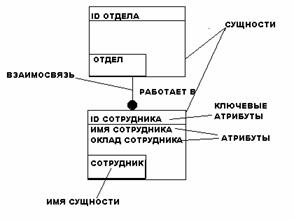 ID ОТДЕЛА
СУЩНОСТИ
ОТДЕЛ
ВЗАИМОСВЯЗЬ
РАБОТАЕТ В
КЛЮЧЕВЫЕ
АТРИБУТЫ
ID СОТРУДНИКА
ИМЯ СОТРУДНИКА
ОКЛАД СОТРУДНИКА
АТРИБУТЫ
СОТРУДНИК
ИМЯ СУЩНОСТИ